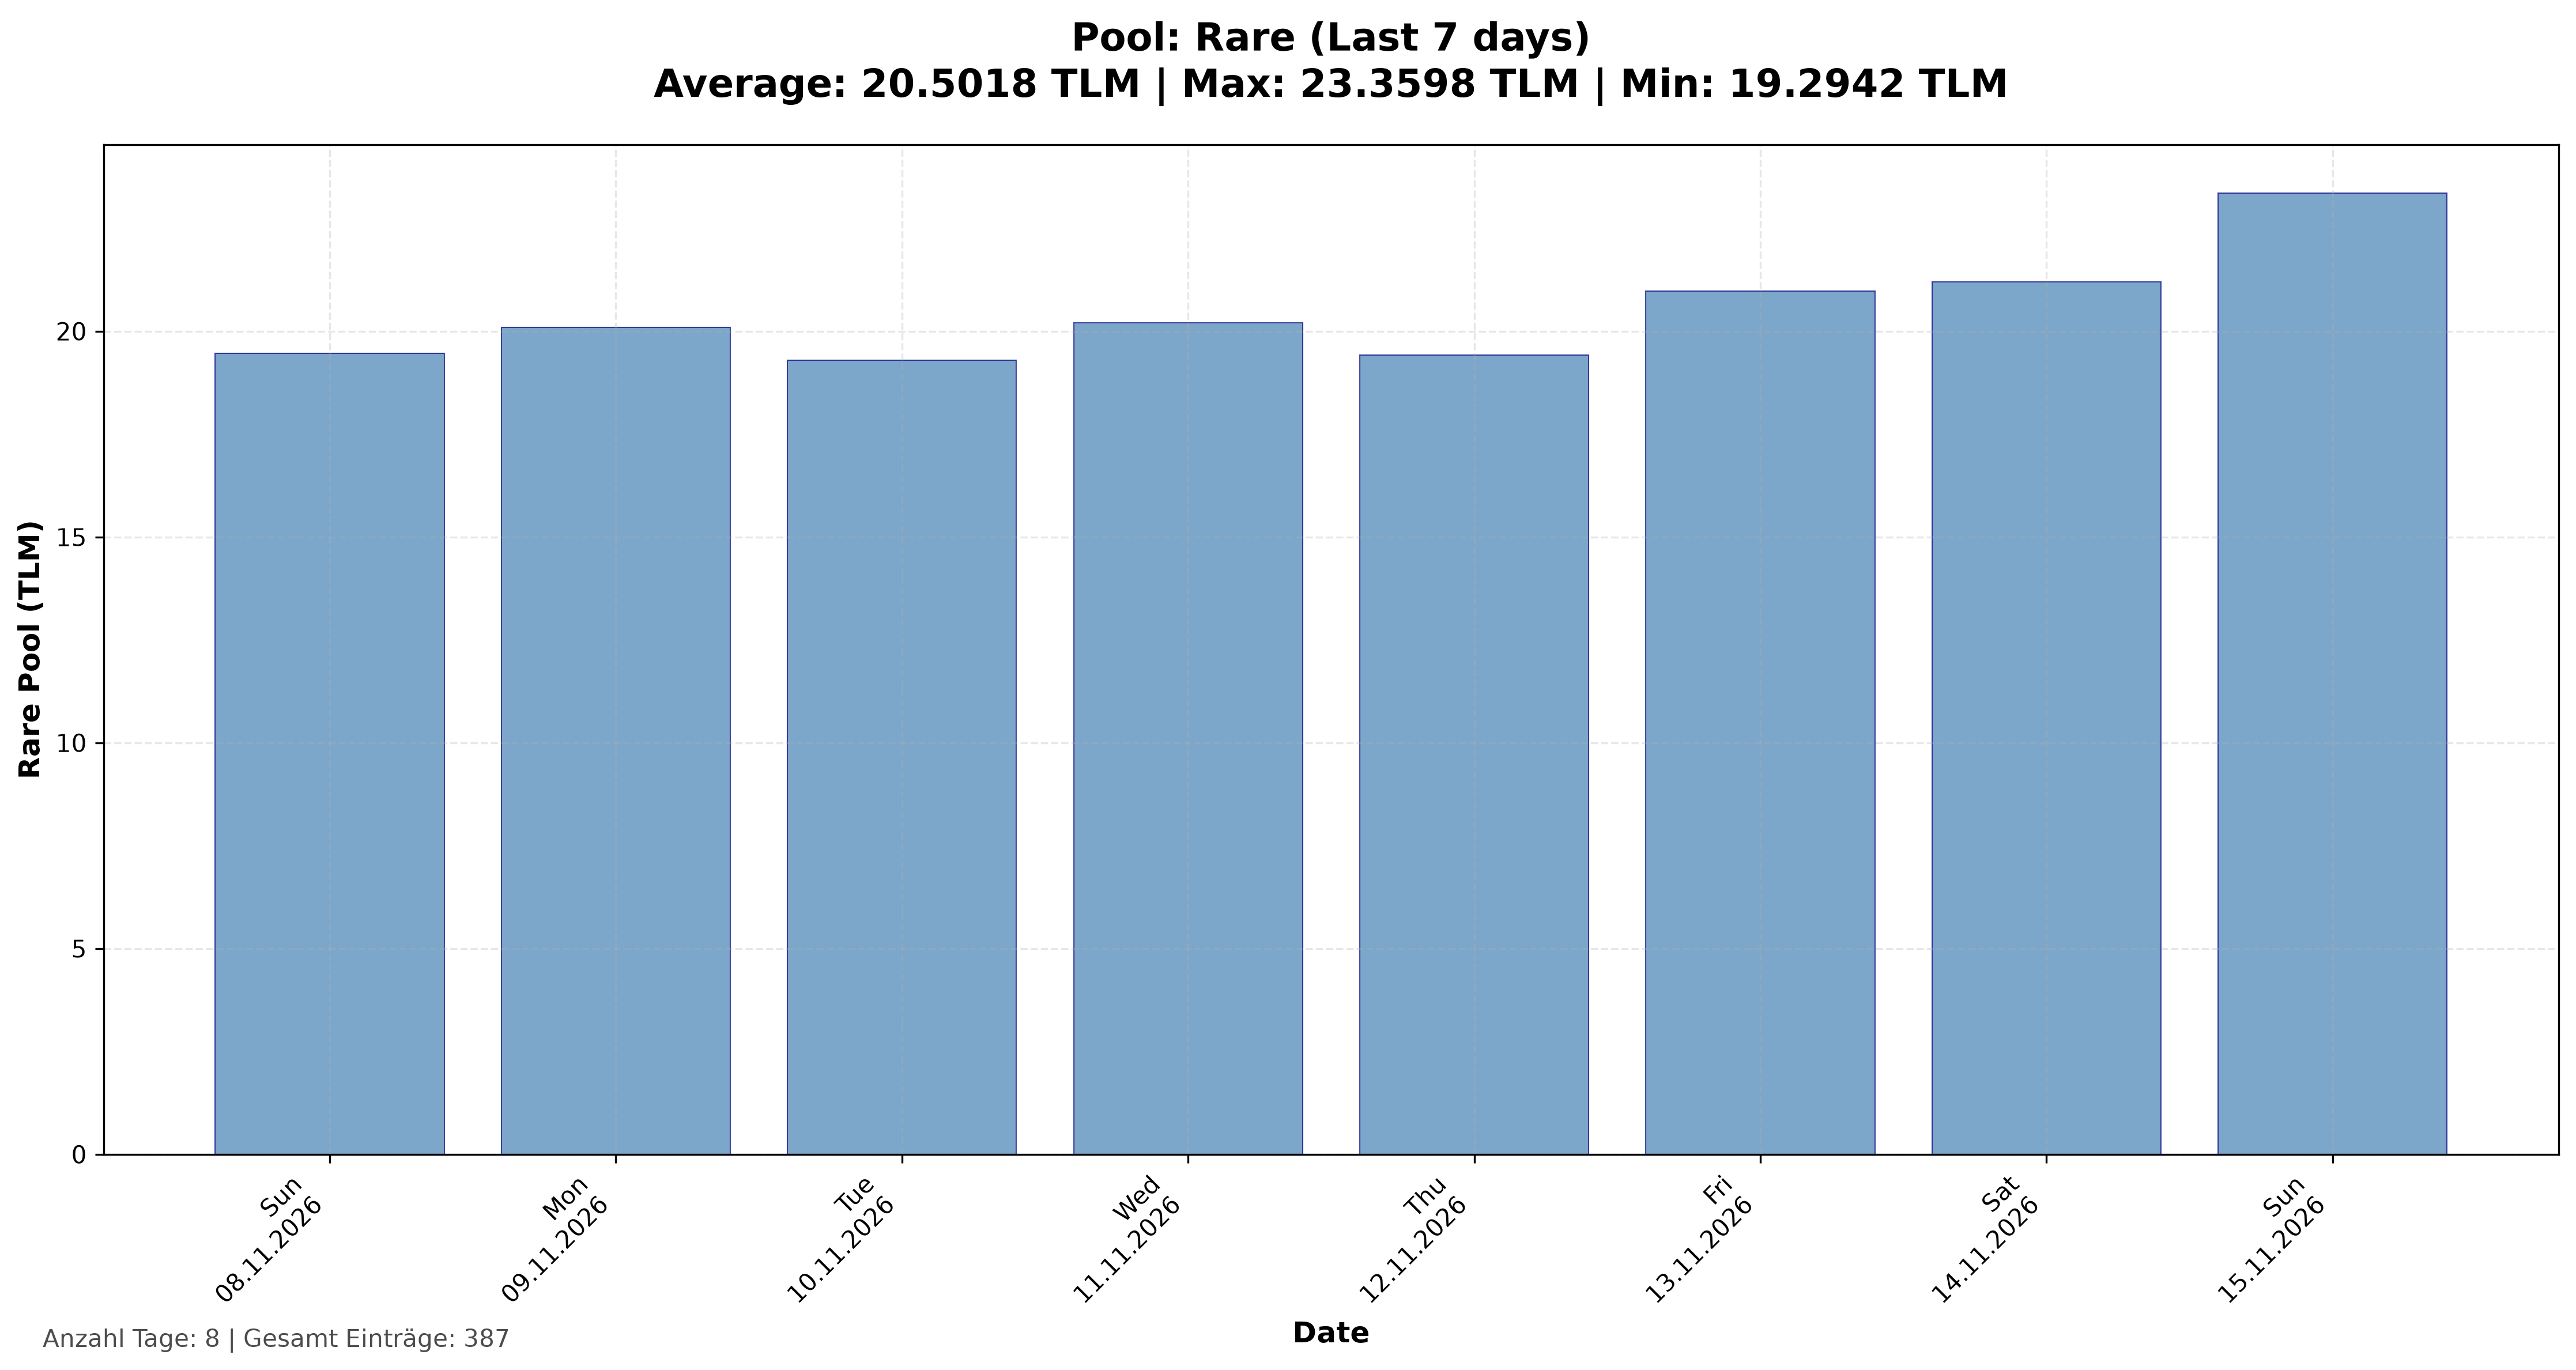 Pool: Rare (Last 7 days)
Average: 20.5018 TLM | Max: 23.3598 TLM | Min: 19.2942 TLM
Rare Pool (TLM)
20
15
10
5
0
Sun
08.11.2026
Mon
09.11.2026
Tue
10.11.2026
Wed
11.11.2026
Thu
12.11.2026
Fri
13.11.2026
Sat
14.11.2026
Sun
15.11.2026
Date
Anzahl Tage: 8 | Gesamt Einträge: 387